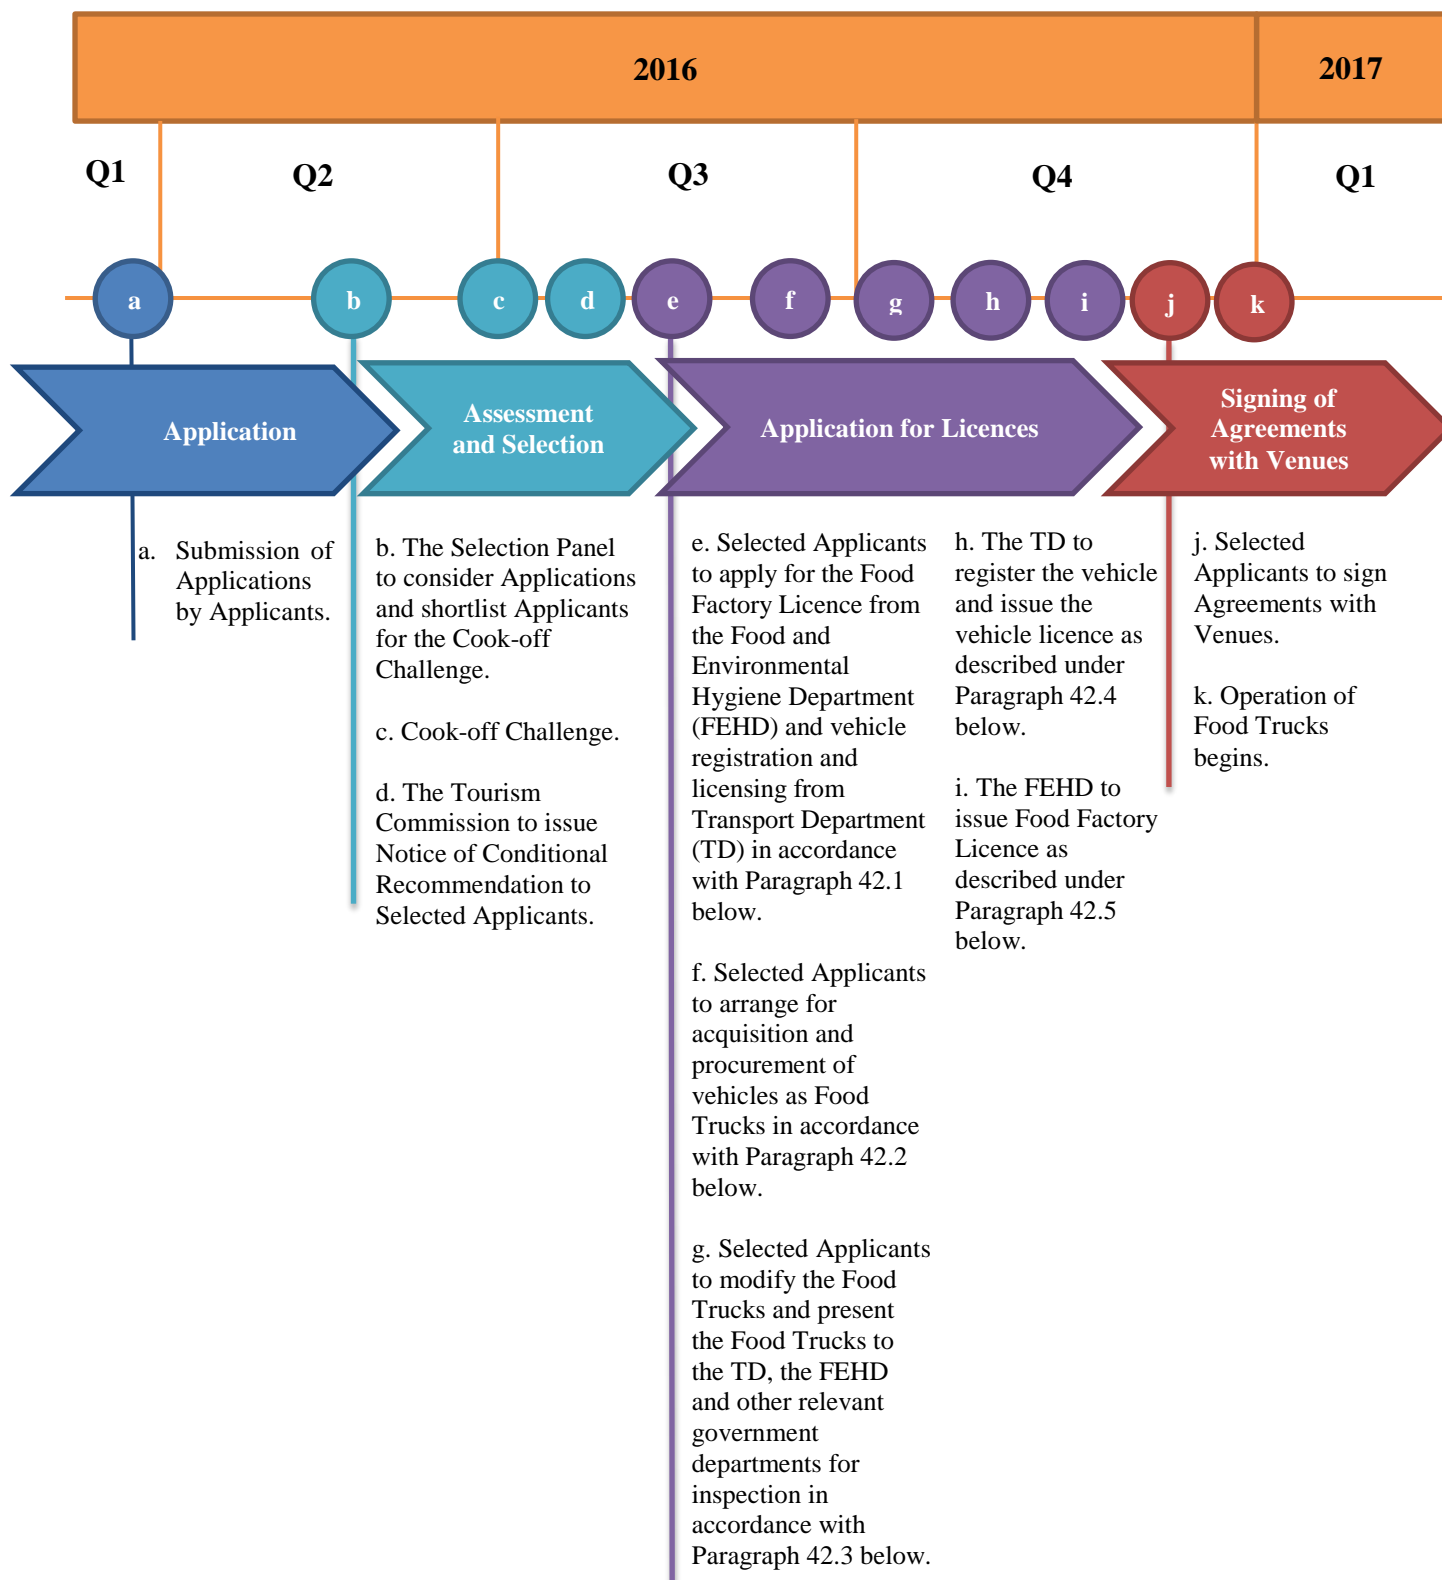 2016
2017
Q1
Q2
Q3
Q4
Q1
a
b
c
d
e
f
g
h
i
j
k
Application
Assessment
and Selection
Application for Licences
Signing of
Agreements
with Venues
a. Submission of
Applications
by Applicants.
b. The Selection Panel
to consider Applications
and shortlist Applicants
for the Cook-off
Challenge.
c. Cook-off Challenge.
d. The Tourism
Commission to issue
Notice of Conditional
Recommendation to
Selected Applicants.
e. Selected Applicants
to apply for the Food
Factory Licence from
the Food and
Environmental
Hygiene Department
(FEHD) and vehicle
registration and
licensing from
Transport Department
(TD) in accordance
with Paragraph 42.1
below.
f. Selected Applicants
to arrange for
acquisition and
procurement of
vehicles as Food
Trucks in accordance
with Paragraph 42.2
below.
g. Selected Applicants
to modify the Food
Trucks and present
the Food Trucks to
the TD, the FEHD
and other relevant
government
departments for
inspection in
accordance with
Paragraph 42.3 below.
h. The TD to
register the vehicle
and issue the
vehicle licence as
described under
Paragraph 42.4
below.
i. The FEHD to
issue Food Factory
Licence as
described under
Paragraph 42.5
below.
j. Selected
Applicants to sign
Agreements with
Venues.
k. Operation of
Food Trucks
begins.